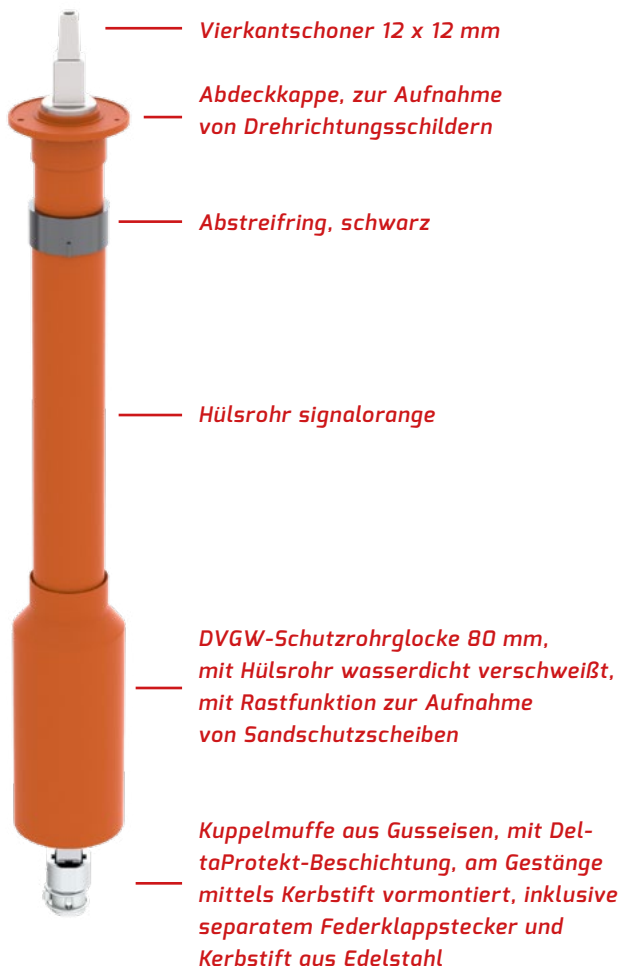 Vierkantschoner 12 x 12 mm
Abdeckkappe, zur Aufnahme
von Drehrichtungsschildern
Abstreifring, schwarz
Hülsrohr signalorange
DVGW-Schutzrohrglocke 80 mm,
mit Hülsrohr wasserdicht verschweißt,
mit Rastfunktion zur Aufnahme
von Sandschutzscheiben
Kuppelmuffe aus Gusseisen, mit Del-
taProtekt-Beschichtung, am Gestänge
mittels Kerbstift vormontiert, inklusive
separatem Federklappstecker und
Kerbstift aus Edelstahl